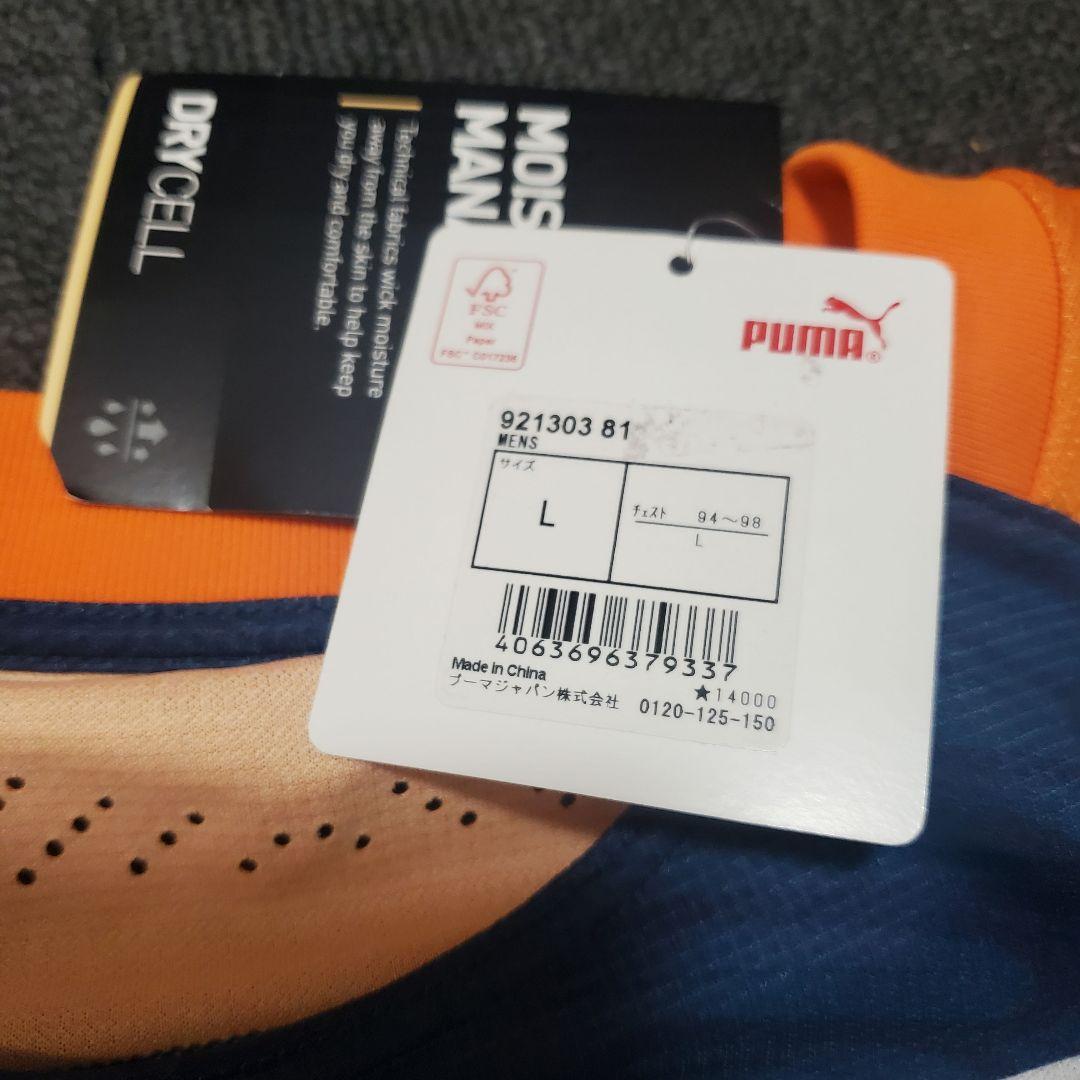 DRYCELL
MOIS
MAN
Technical fabrics wick moisture
away from the skin to help keep
you dry and comfortable.
FSC
MIX
Paper
FSC™ C017236
PUMA®
921303 81
MENS
サイズ
L
チェスト 94～98
L
4063696379337
Made in China
★14000
プーマジャパン株式会社 0120-125-150